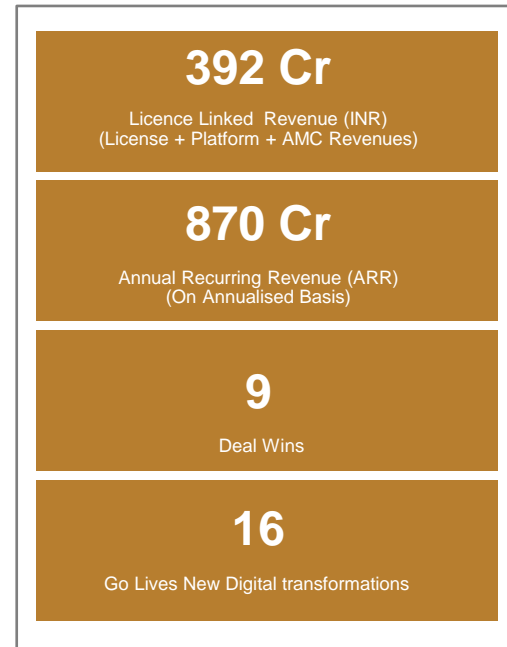 392 Cr
Licence Linked Revenue (INR)
(License + Platform + AMC Revenues)
870 Cr
Annual Recurring Revenue (ARR)
(On Annualised Basis)
9
Deal Wins
16
Go Lives New Digital transformations